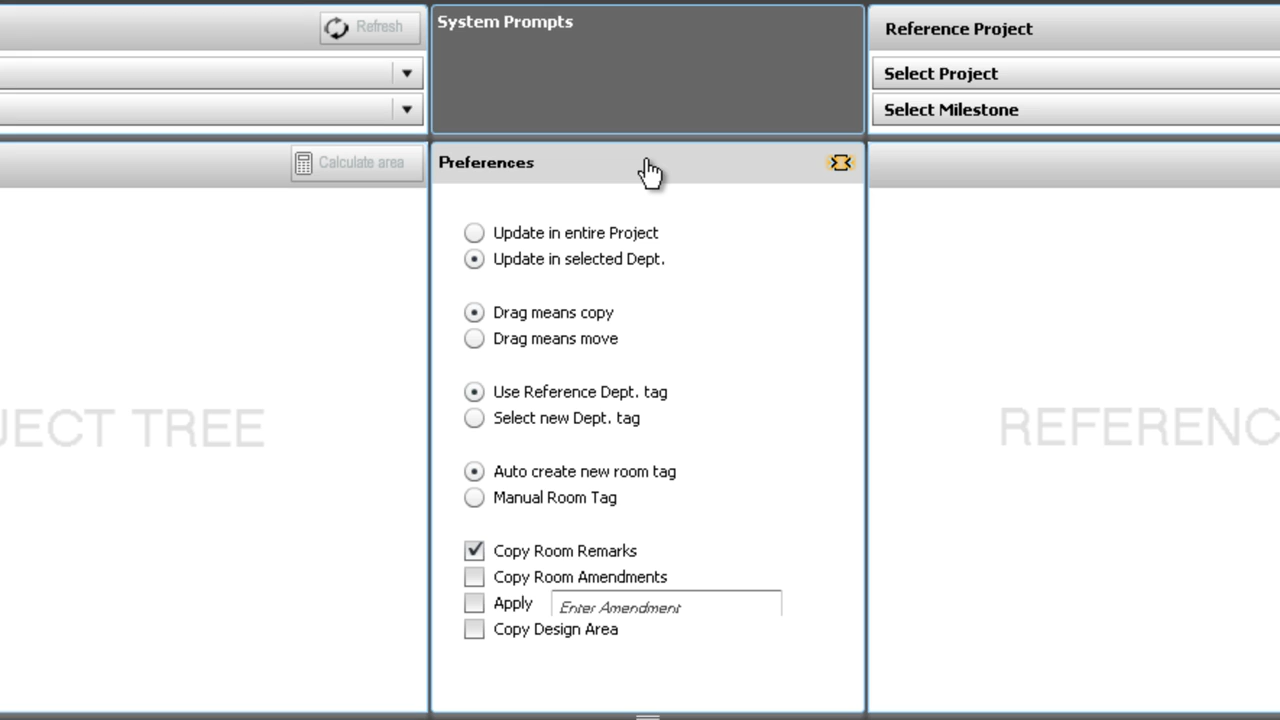 Refresh
System Prompts
Reference Project
Select Project
Select Milestone
Calculate area
Preferences
Update in entire Project
Update in selected Dept.
Drag means copy
Drag means move
Use Reference Dept. tag
Select new Dept. tag
JECT TREE
REFERENC
Auto create new room tag
Manual Room Tag
Copy Room Remarks
Copy Room Amendments
Apply Enter Amendment
Copy Design Area